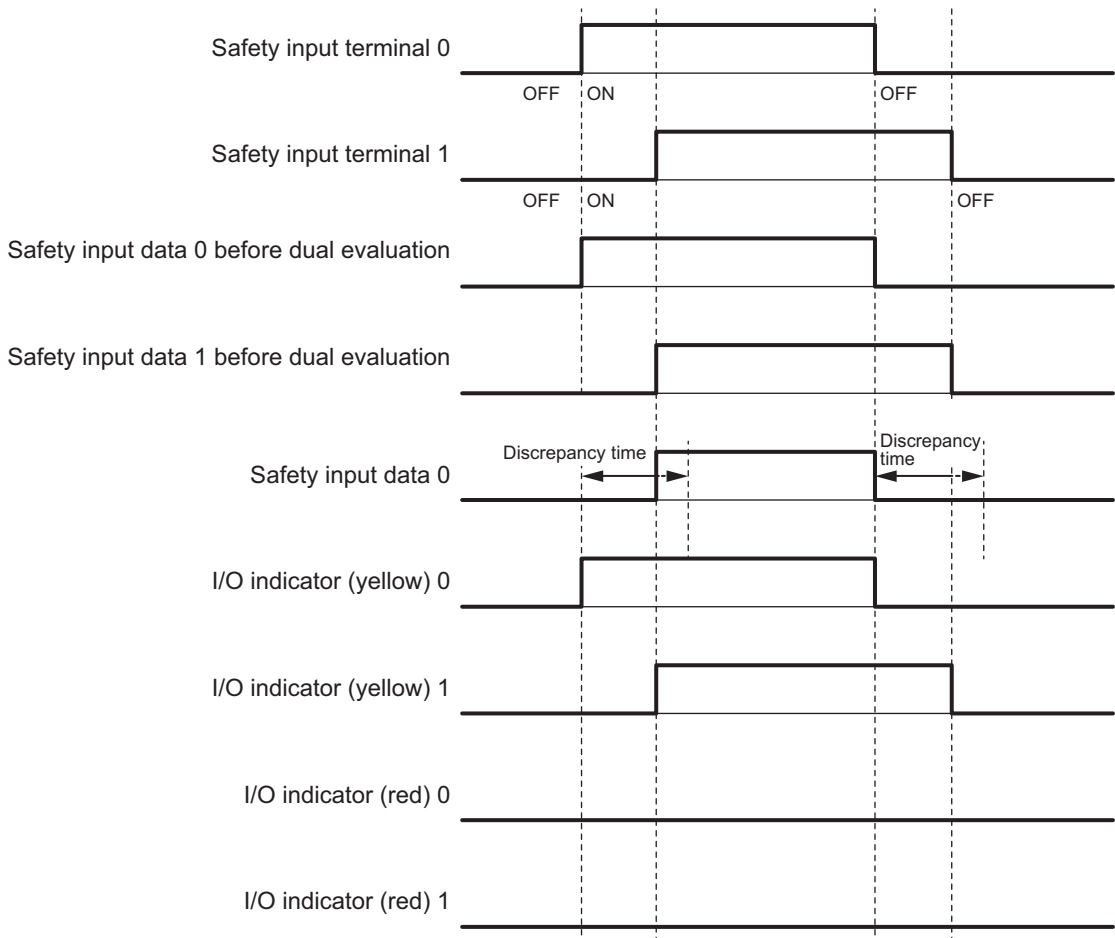 Safety input terminal 0
OFF
ON
OFF
Safety input terminal 1
OFF
ON
OFF
Safety input data 0 before dual evaluation
Safety input data 1 before dual evaluation
Discrepancy time
Discrepancy
time
Safety input data 0
I/O indicator (yellow) 0
I/O indicator (yellow) 1
I/O indicator (red) 0
I/O indicator (red) 1